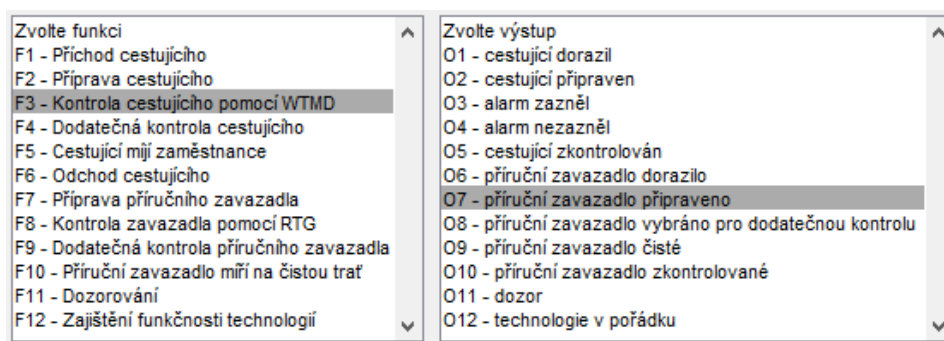 Zvolte funkci
F1 - Příchod cestujícího
F2 - Příprava cestujícího
F3 - Kontrola cestujícího pomocí WTMD
F4 - Dodatečná kontrola cestujícího
F5 - Cestující míjí zaměstnance
F6 - Odchod cestujícího
F7 - Příprava příručního zavazadla
F8 - Kontrola zavazadla pomocí RTG
F9 - Dodatečná kontrola příručního zavazadla
F10 - Příruční zavazadlo míří na čistou trať
F11 - Dozorování
F12 - Zajištění funkčnosti technologií
Zvolte výstup
O1 - cestující dorazil
O2 - cestující připraven
O3 - alarm zazněl
O4 - alarm nezazněl
O5 - cestující zkontrolován
O6 - příruční zavazadlo dorazilo
O7 - příruční zavazadlo připraveno
O8 - příruční zavazadlo vybráno pro dodatečnou kontrolu
O9 - příruční zavazadlo čisté
O10 - příruční zavazadlo zkontrolované
O11 - dozor
O12 - technologie v pořádku